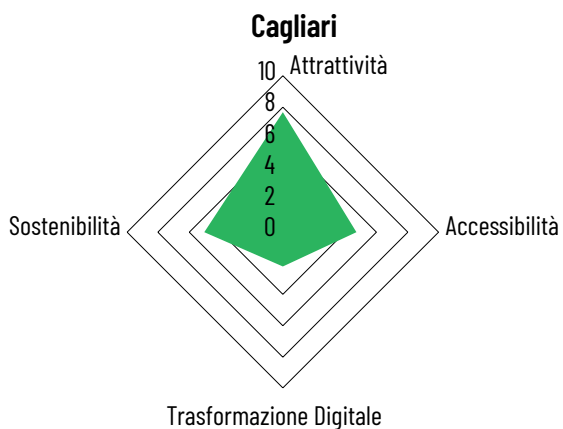 Cagliari
Attrattività
10
8
6
4
2
0
Sostenibilità
Accessibilità
Trasformazione Digitale